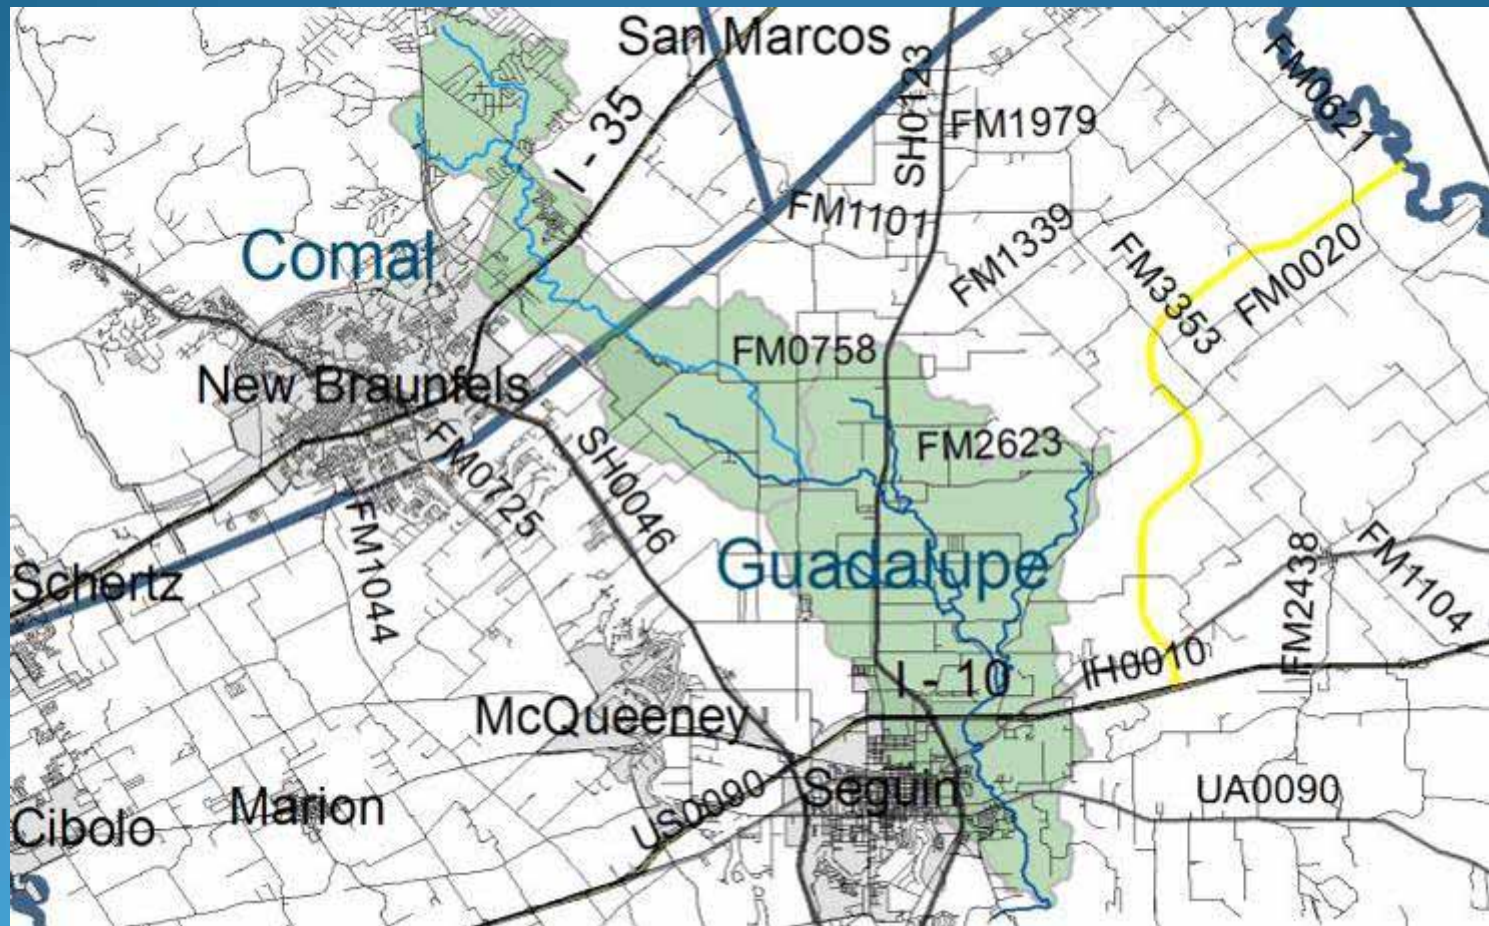 San Marcos
FM0621
I - 35
SH0123
FM1979
FM1101
Comal
FM1339
FM3353
FM0020
FM0758
New Braunfels
FM0725
SH0046
FM2623
FM1044
Schertz
Guadalupe
FM2438
FM1104
I - 10
IH0010
McQueeney
Seguin
US0090
UA0090
Marion
Cibolo